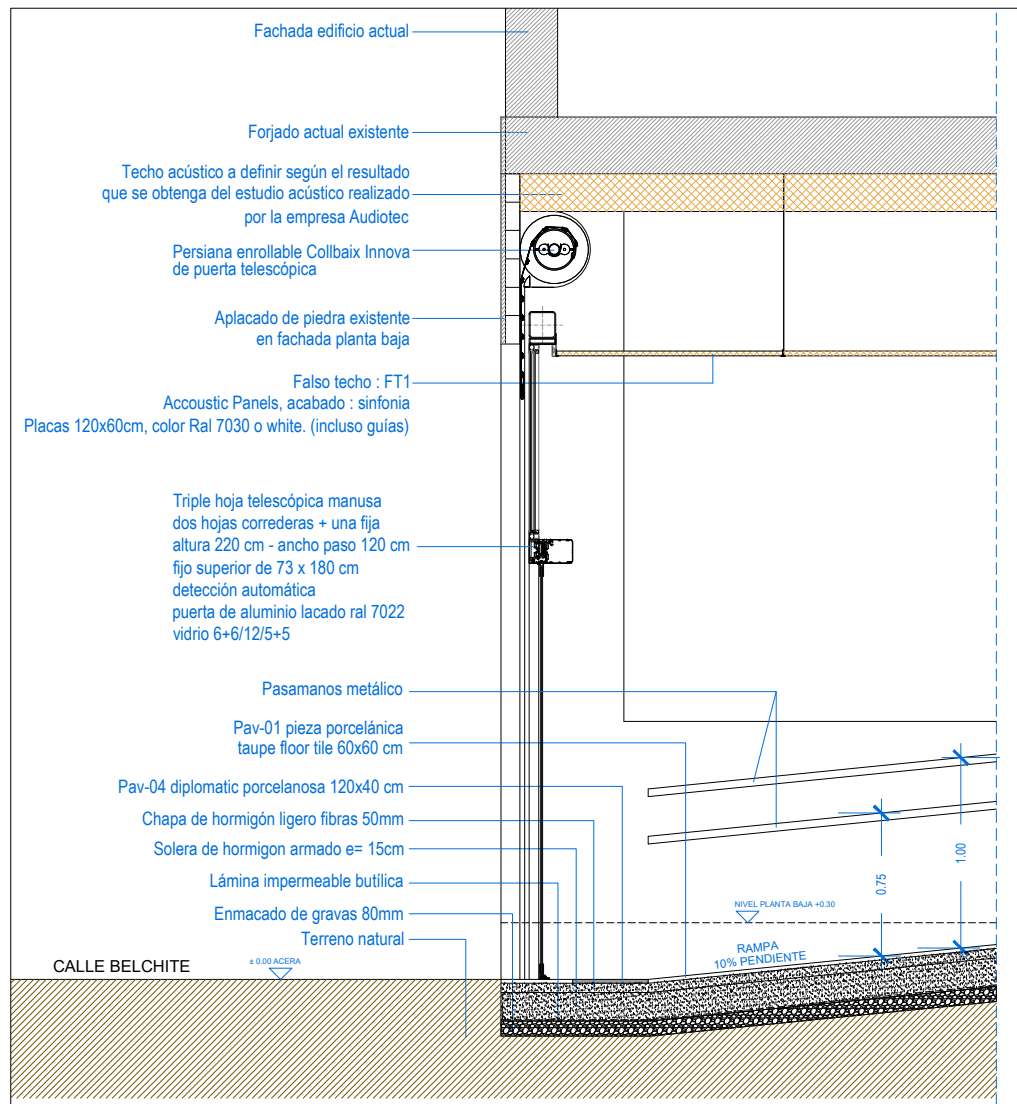 Fachada edificio actual
Forjado actual existente
Techo acústico a definir según el resultado
que se obtenga del estudio acústico realizado
por la empresa Audiotec
Persiana enrollable Collbaix Innova
de puerta telescópica
Aplacado de piedra existente
en fachada planta baja
Falso techo : FT1
Accoustic Panels, acabado : sinfonia
Placas 120x60cm, color Ral 7030 o white. (incluso guías)
Triple hoja telescópica manusa
dos hojas correderas + una fija
altura 220 cm - ancho paso 120 cm
fijo superior de 73 x 180 cm
detección automática
puerta de aluminio lacado ral 7022
vidrio 6+6/12/5+5
Pasamanos metálico
Pav-01 pieza porcelánica
taupe floor tile 60x60 cm
Pav-04 diplomatic porcelanosa 120x40 cm
Chapa de hormigón ligero fibras 50mm
Solera de hormigon armado e= 15cm
Lámina impermeable butílica
Enmacado de gravas 80mm
Terreno natural
CALLE BELCHITE
± 0.00 ACERA
NIVEL PLANTA BAJA +0.30
RAMPA
10% PENDIENTE
0.75
1.00